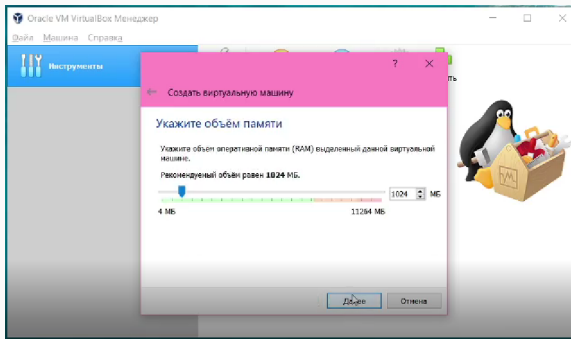 Oracle VM VirtualBox Менеджер
Файл Машина Справка
Инструменты
?
Создать виртуальную машину
Укажите объём памяти
Укажите объём оперативной памяти (RAM) выделенный данной виртуальной
машине.
Рекомендуемый объём равен 1024 МБ.
1024 МБ
4 МБ 11264 МБ
Далее Отмена